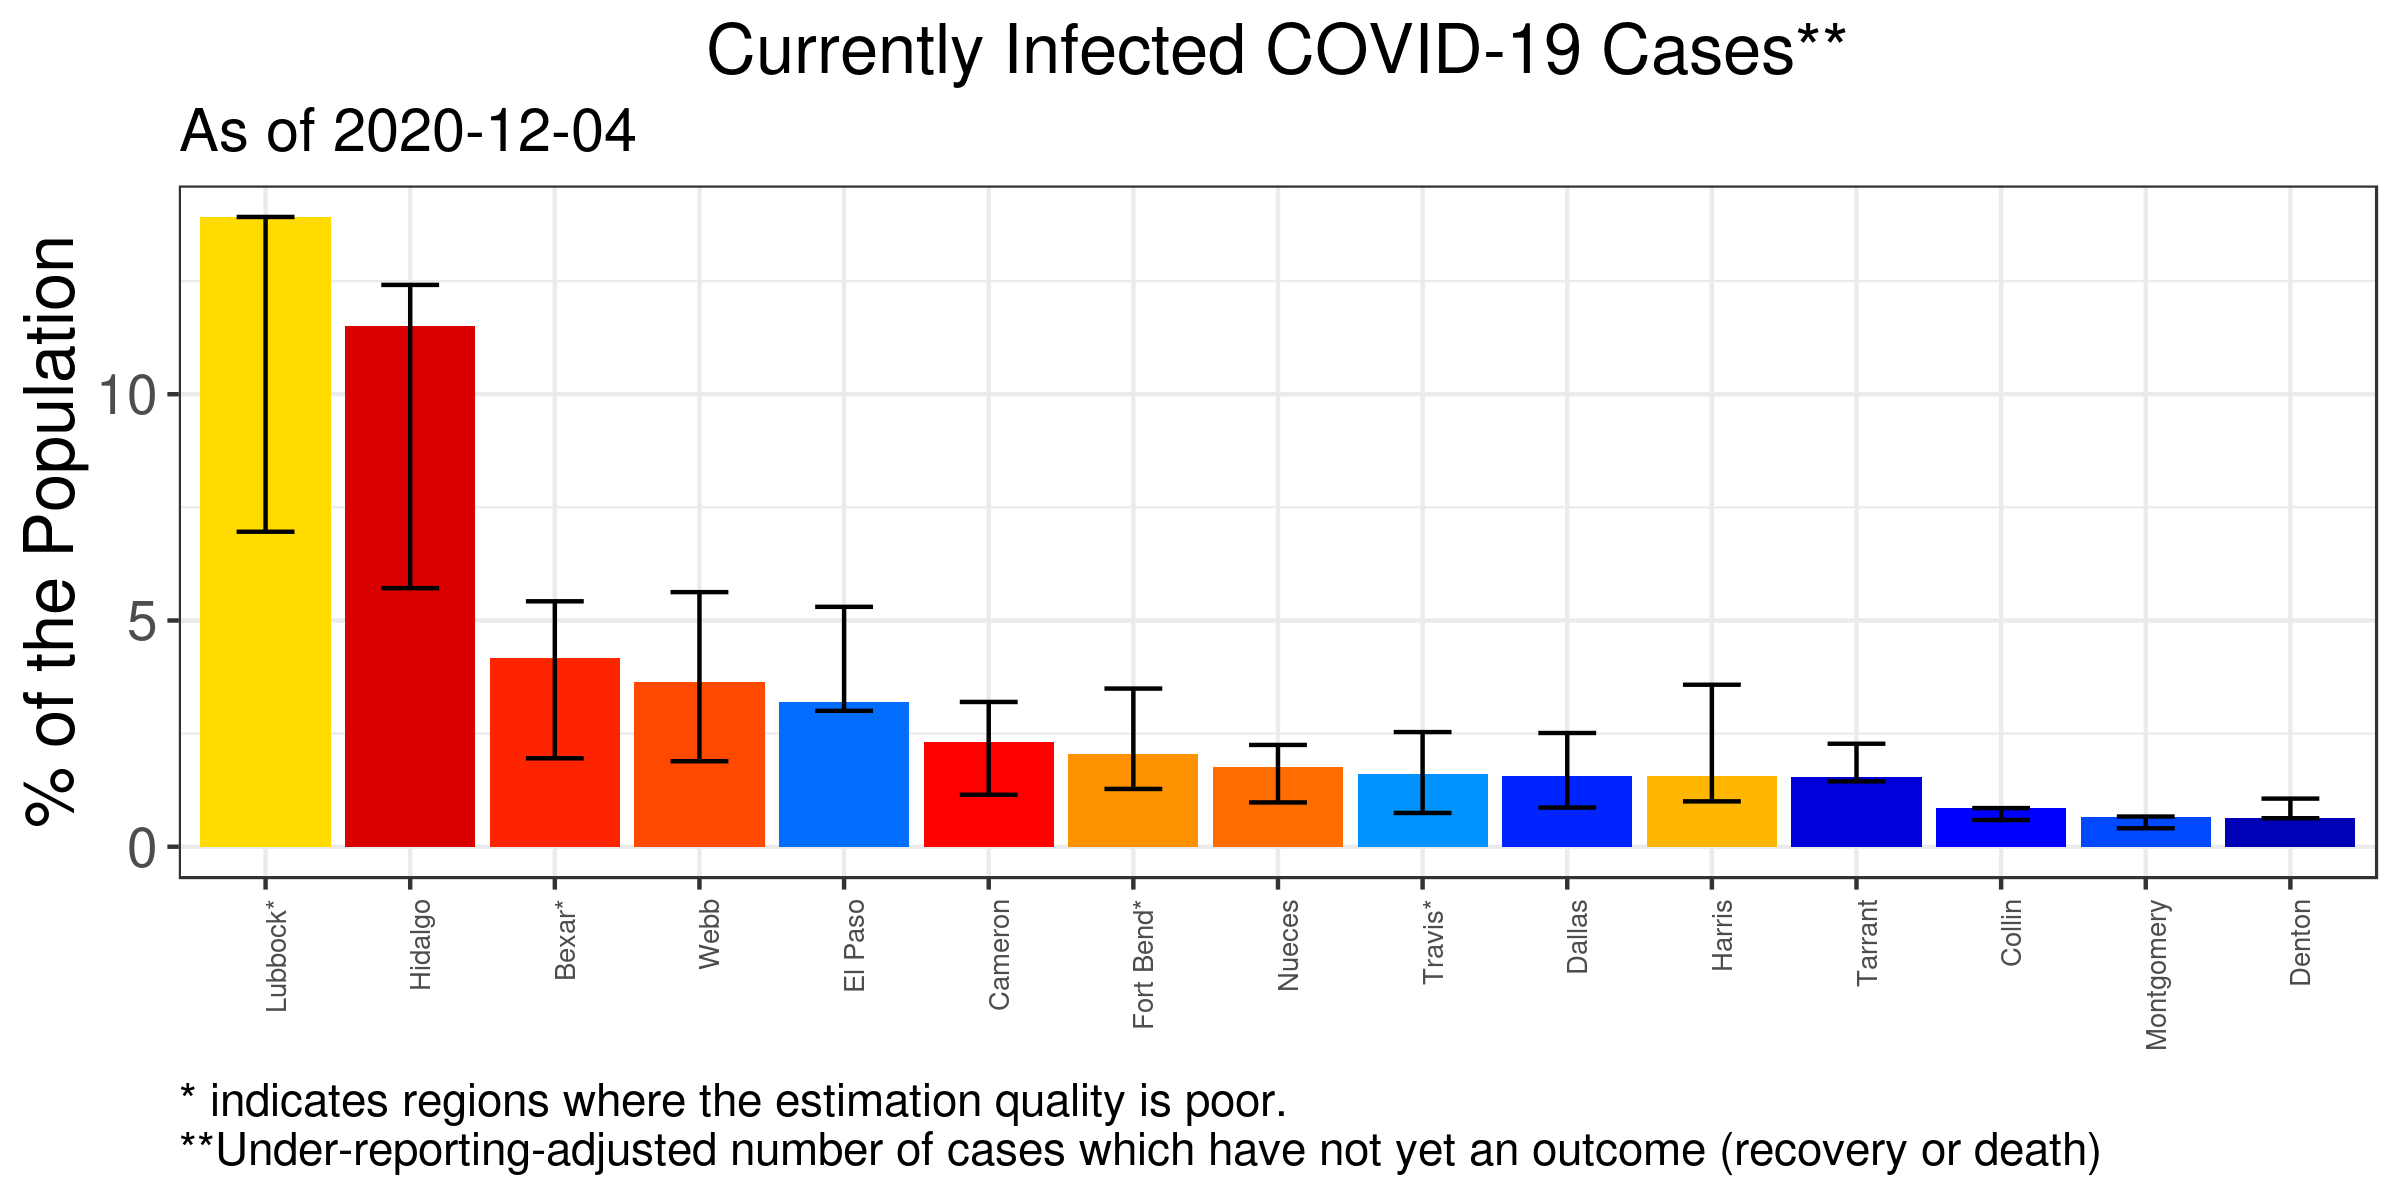 Currently Infected COVID-19 Cases**
As of 2020-12-04
% of the Population
10
5
0
Lubbock*
Hidalgo
Bexar*
Webb
El Paso
Cameron
Fort Bend*
Nueces
Travis*
Dallas
Harris
Tarrant
Collin
Montgomery
Denton
* indicates regions where the estimation quality is poor.
**Under-reporting-adjusted number of cases which have not yet an outcome (recovery or death)